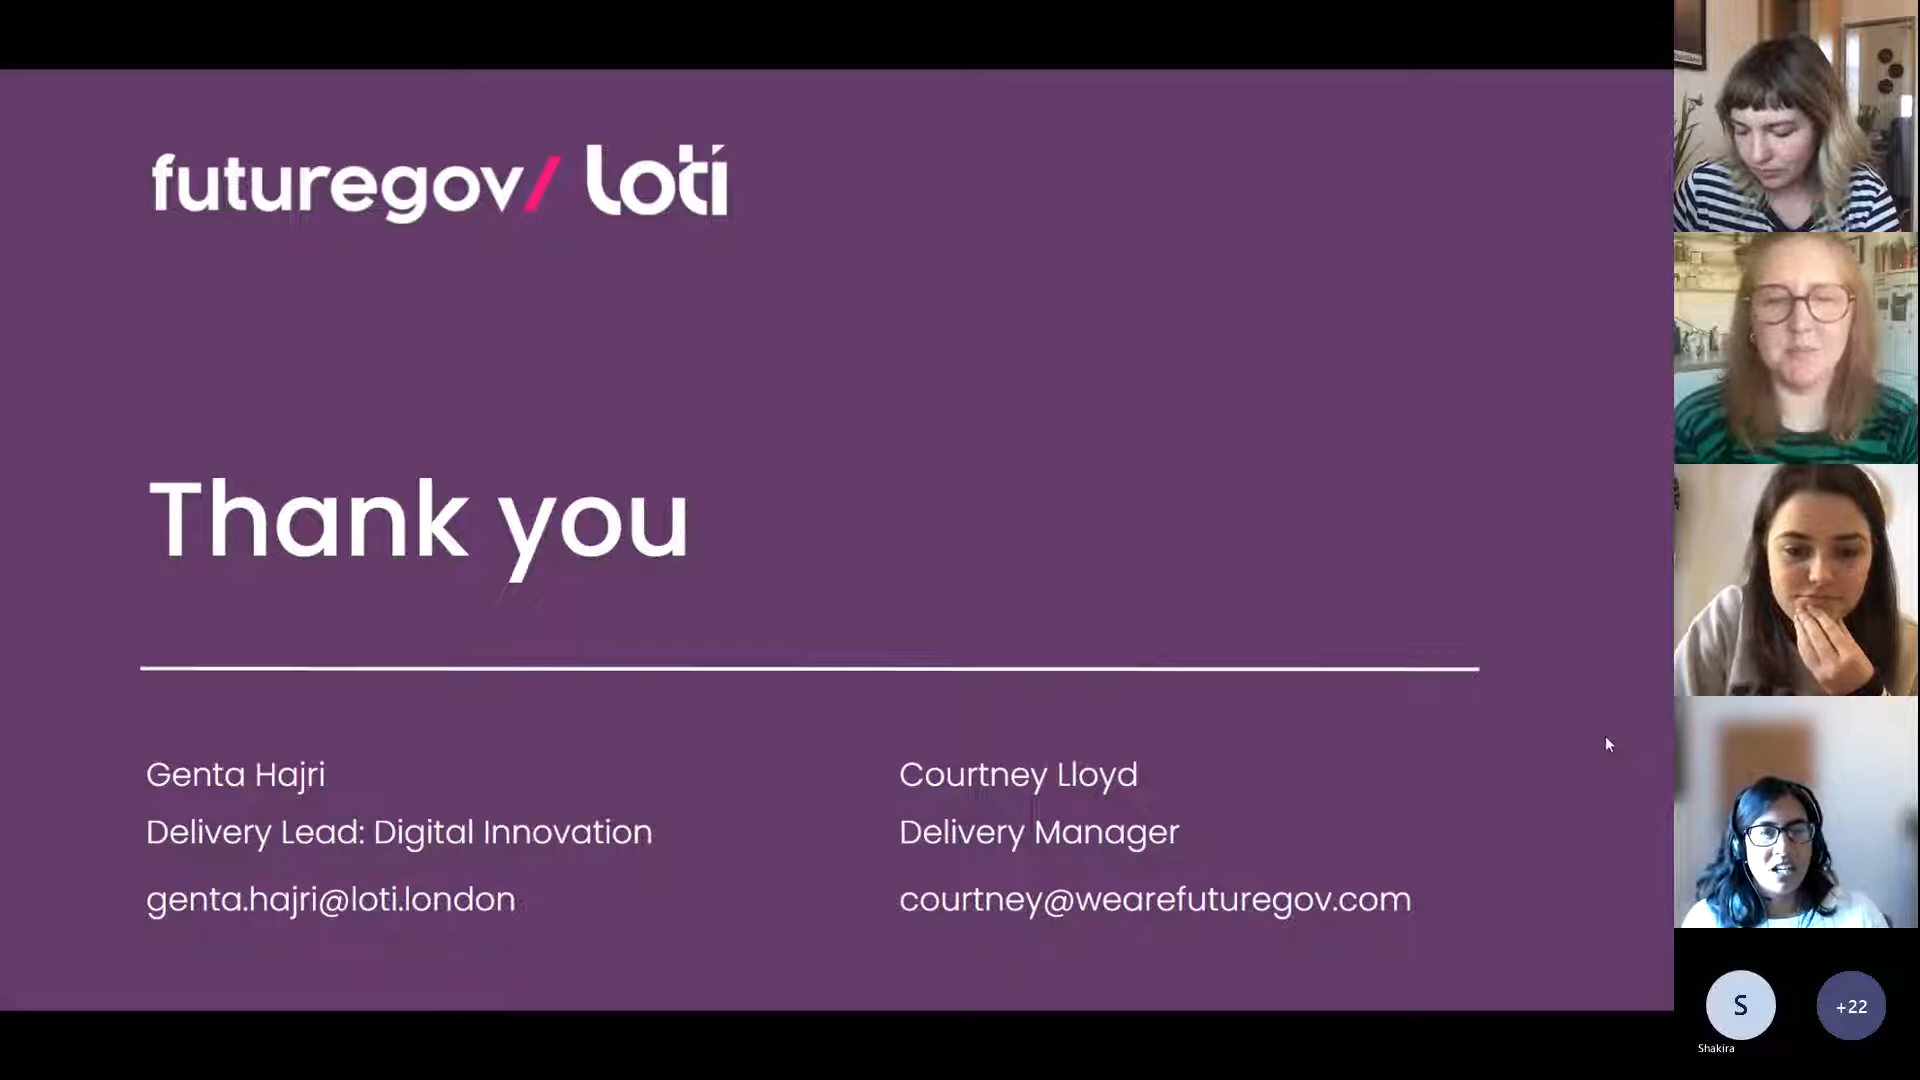 futuregov/ loti
Thank you
Genta Hajri
Delivery Lead: Digital Innovation
genta.hajri@loti.london
Courtney Lloyd
Delivery Manager
courtney@wearefuturegov.com
S
+22
Shakira